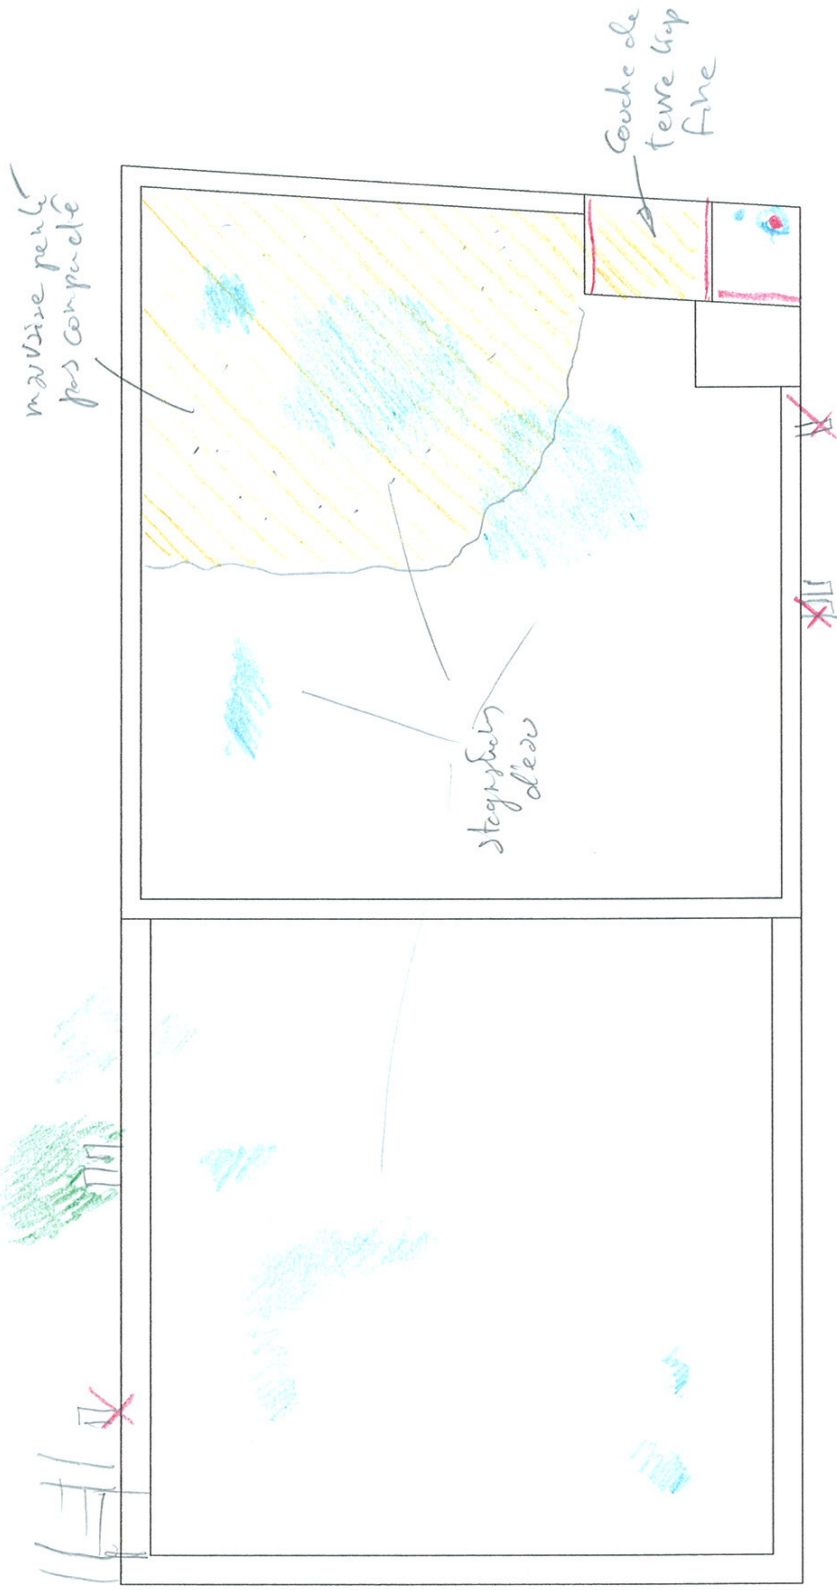 mauvaise pente
pas compacté
Couche de
terre trop
fine
stagnation
d'eau